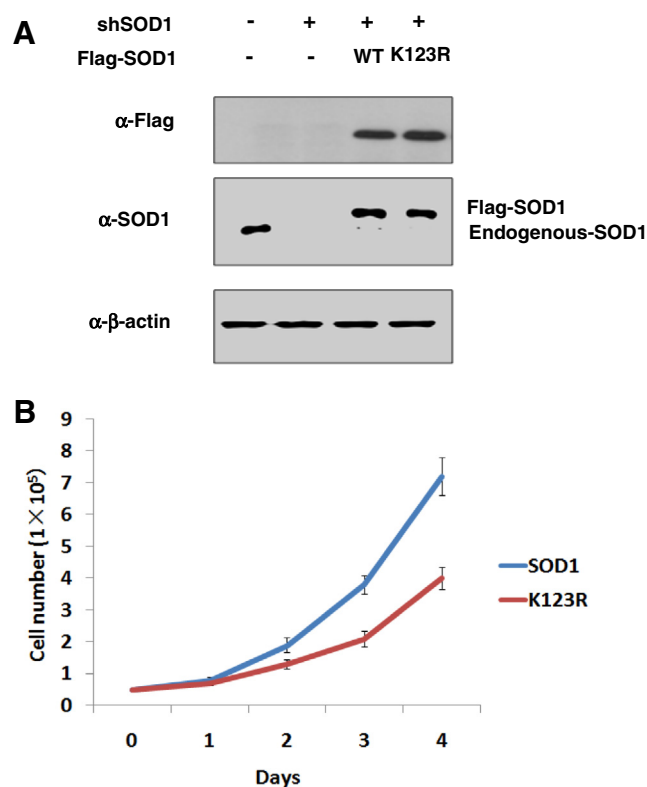 A
shSOD1 - + + +
Flag-SOD1 - - WT K123R
α-Flag
α-SOD1
Flag-SOD1
Endogenous-SOD1
α-β-actin
B
Cell number (1×10⁵)
9
8
7
6
5
4
3
2
1
0
0 1 2 3 4
Days
SOD1
K123R